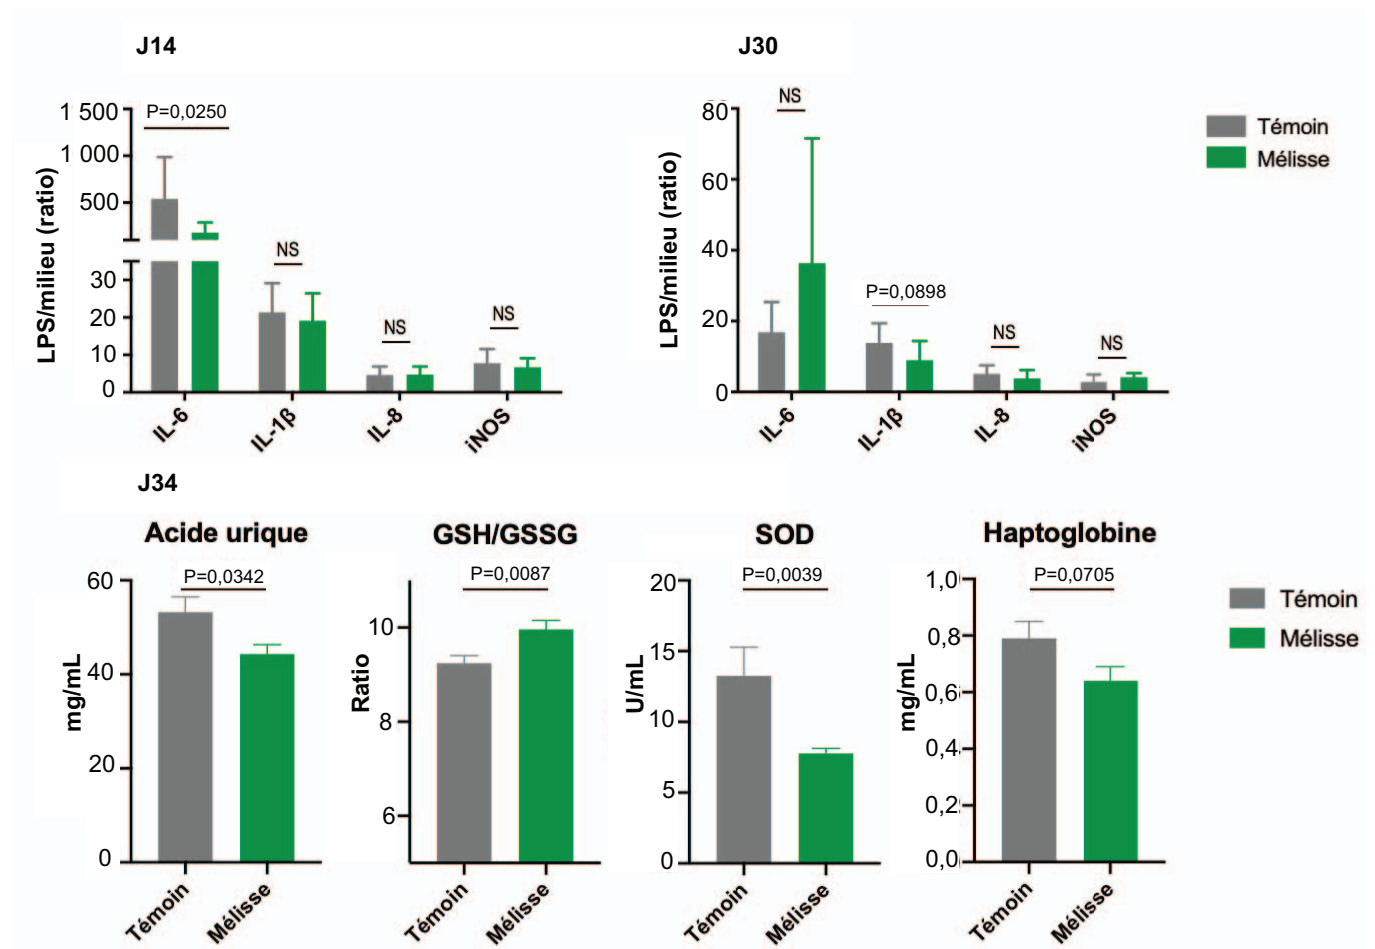 J14
1 500
1 000
500
30
20
10
0
LPS/milieu (ratio)
P=0,0250
NS
NS
NS
IL-6
IL-1β
IL-8
iNOS
J30
80
60
40
20
0
LPS/milieu (ratio)
NS
P=0,0898
NS
NS
IL-6
IL-1β
IL-8
iNOS
Témoin
Mélisse
J34
Acide urique
P=0,0342
60
40
20
0
mg/mL
Témoin
Mélisse
GSH/GSSG
P=0,0087
10
8
6
Ratio
Témoin
Mélisse
SOD
P=0,0039
20
15
10
5
0
U/mL
Témoin
Mélisse
Haptoglobine
P=0,0705
1,0
0,8
0,6
0,4
0,2
0,0
mg/mL
Témoin
Mélisse
Témoin
Mélisse